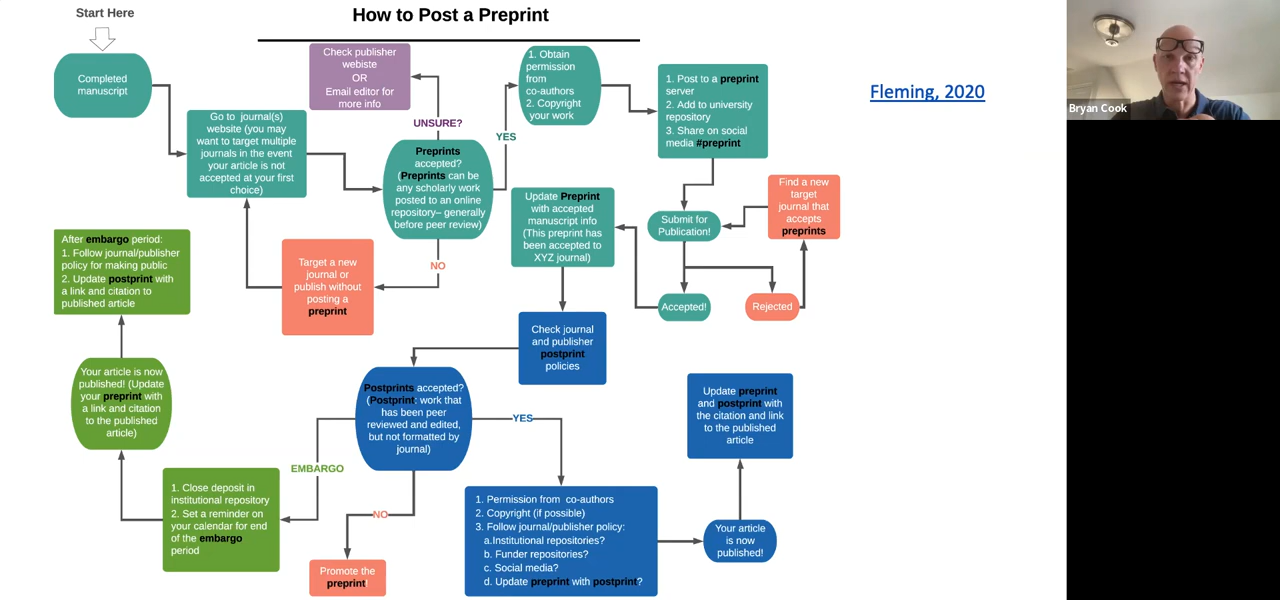 Start Here
How to Post a Preprint
Completed
manuscript
Go to journal(s)
website (you may
want to target multiple
journals in the event
your article is not
accepted at your first
choice)
Check publisher
webiste
OR
Email editor for
more info
UNSURE?
Preprints
accepted?
(Preprints can be
any scholarly work
posted to an online
repository– generally
before peer review)
YES
NO
Target a new
journal or
publish without
posting a
preprint
1. Obtain
permission
from
co-authors
2. Copyright
your work
1. Post to a preprint
server
2. Add to university
repository
3. Share on social
media #preprint
Fleming, 2020
Bryan Cook
Submit for
Publication!
Find a new
target
journal that
accepts
preprints
Accepted!
Rejected
Update Preprint
with accepted
manuscript info
(This preprint has
been accepted to
XYZ journal)
Check journal
and publisher
postprint
policies
Postprints accepted?
(Postprint: work that
has been peer
reviewed and edited,
but not formatted by
journal)
YES
EMBARGO
NO
Promote the
preprint!
1. Permission from co-authors
2. Copyright (if possible)
3. Follow journal/publisher policy:
a.Institutional repositories?
b. Funder repositories?
c. Social media?
d. Update preprint with postprint?
Your article
is now
published!
Update preprint
and postprint with
the citation and link
to the published
article
1. Close deposit in
institutional repository
2. Set a reminder on
your calendar for end
of the embargo
period
Your article is now
published! (Update
your preprint with
a link and citation
to the published
article)
After embargo period:
1. Follow journal/publisher
policy for making public
2. Update postprint with
a link and citation to
published article